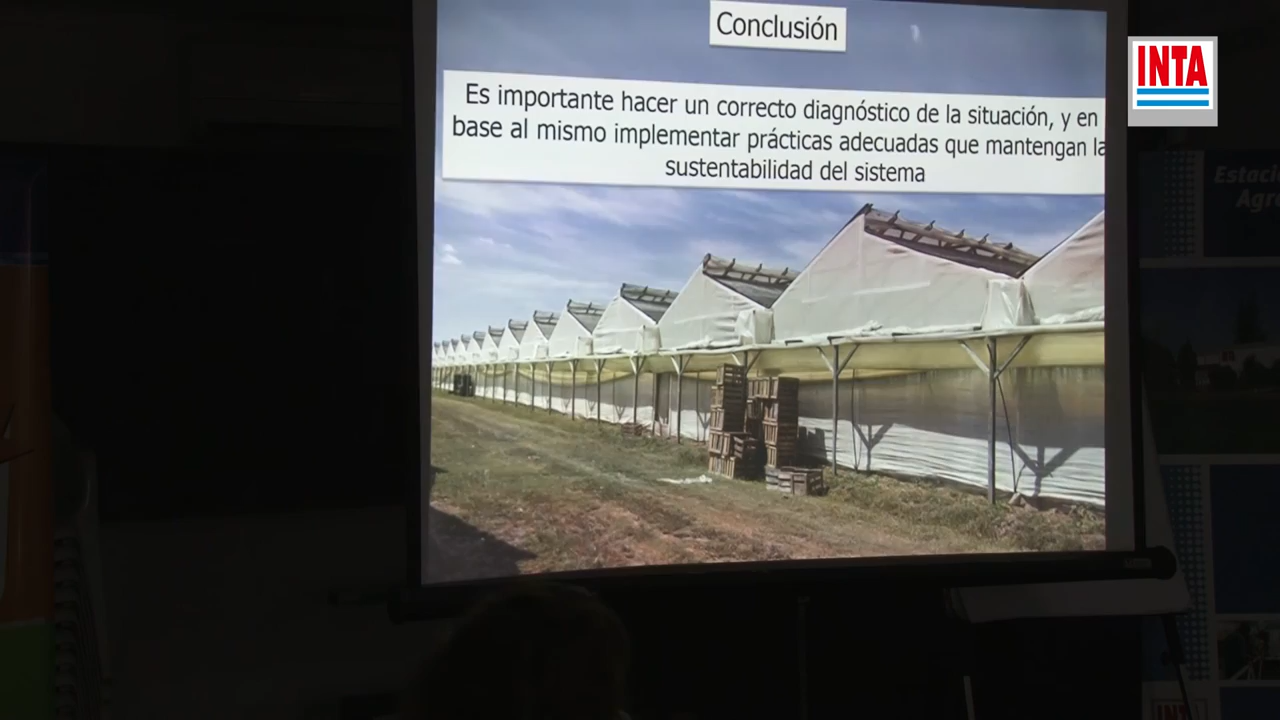 Conclusión
INTA
Es importante hacer un correcto diagnóstico de la situación, y en
base al mismo implementar prácticas adecuadas que mantengan la
sustentabilidad del sistema
INTA